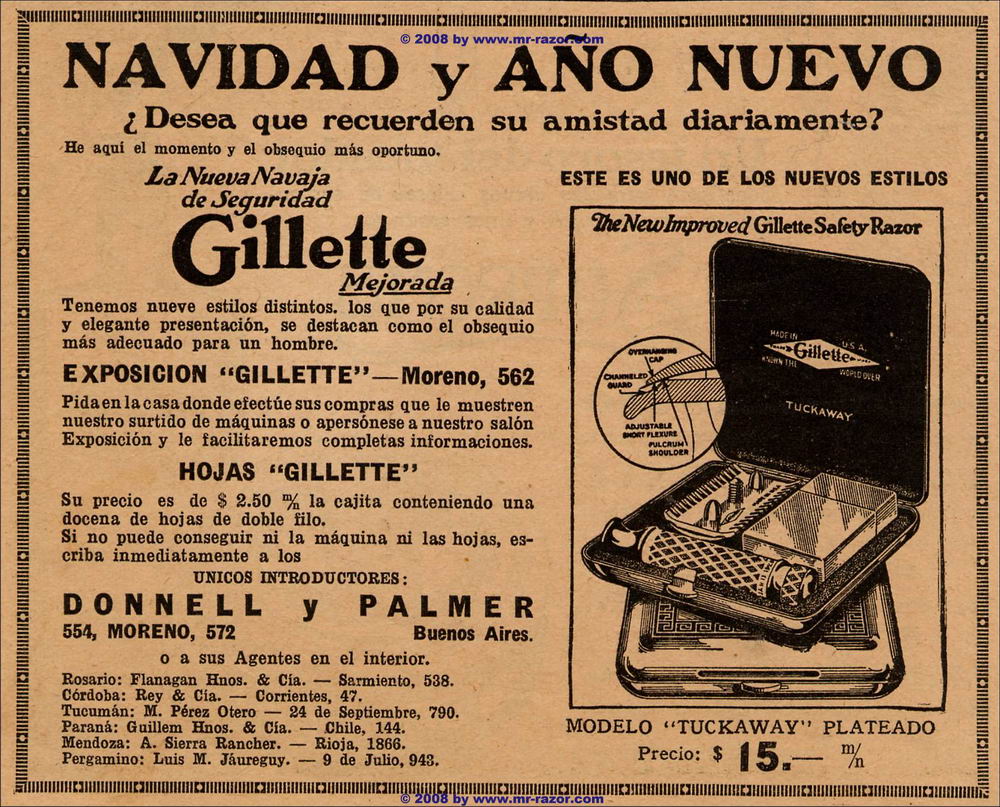 © 2008 by www.mr-razor.com
NAVIDAD y AÑO NUEVO
¿Desea que recuerden su amistad diariamente?
He aquí el momento y el obsequio más oportuno.
La Nueva Navaja
de Seguridad
Gillette
Mejorada
Tenemos nueve estilos distintos. los que por su calidad
y elegante presentación, se destacan como el obsequio
más adecuado para un hombre.
EXPOSICION “GILLETTE”—Moreno, 562
Pida en la casa donde efectúe sus compras que le muestren
nuestro surtido de máquinas o apersónese a nuestro salón
Exposición y le facilitaremos completas informaciones.
HOJAS “GILLETTE”
Su precio es de $ 2.50 m/n la cajita conteniendo una
docena de hojas de doble filo.
Si no puede conseguir ni la máquina ni las hojas, es-
criba inmediatamente a los
UNICOS INTRODUCTORES:
DONNELL y PALMER
554, MORENO, 572 Buenos Aires.
o a sus Agentes en el interior.
Rosario: Flanagan Hnos. & Cía. — Sarmiento, 538.
Córdoba: Rey & Cía. — Corrientes, 47.
Tucumán: M. Pérez Otero — 24 de Septiembre, 790.
Paraná: Guillem Hnos. & Cía. — Chile, 144.
Mendoza: A. Sierra Rancher. — Rioja, 1866.
Pergamino: Luis M. Jáureguy. — 9 de Julio, 943.
ESTE ES UNO DE LOS NUEVOS ESTILOS
The New Improved Gillette Safety Razor
MADE IN U.S.A.
Gillette
KNOWN THE WORLD OVER
TUCKAWAY
OVERHANGING
CAP
CHANNELED
GUARD
ADJUSTABLE
SHORT FLEXURE
FULCRUM
SHOULDER
MODELO “TUCKAWAY” PLATEADO
Precio: $ 15.— m/n
© 2008 by www.mr-razor.com